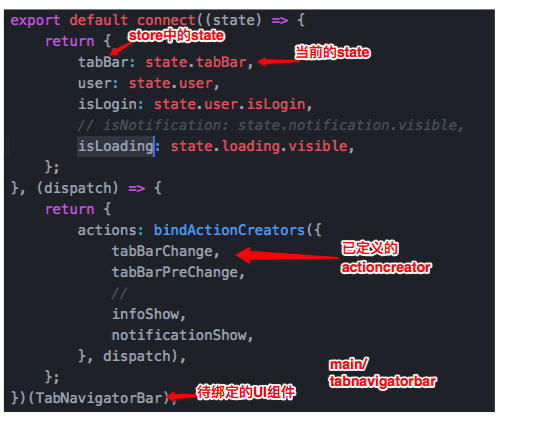 export default connect((state) => {
return {
store中的state
当前的state
tabBar: state.tabBar,
user: state.user,
isLogin: state.user.isLogin,
// isNotification: state.notification.visible,
isLoading: state.loading.visible,
};
}, (dispatch) => {
return {
actions: bindActionCreators({
已定义的
actioncreator
tabBarChange,
tabBarPreChange,
//
infoShow,
notificationShow,
}, dispatch),
main/
tabnavigatorbar
};
待绑定的UI组件
})(TabNavigatorBar);